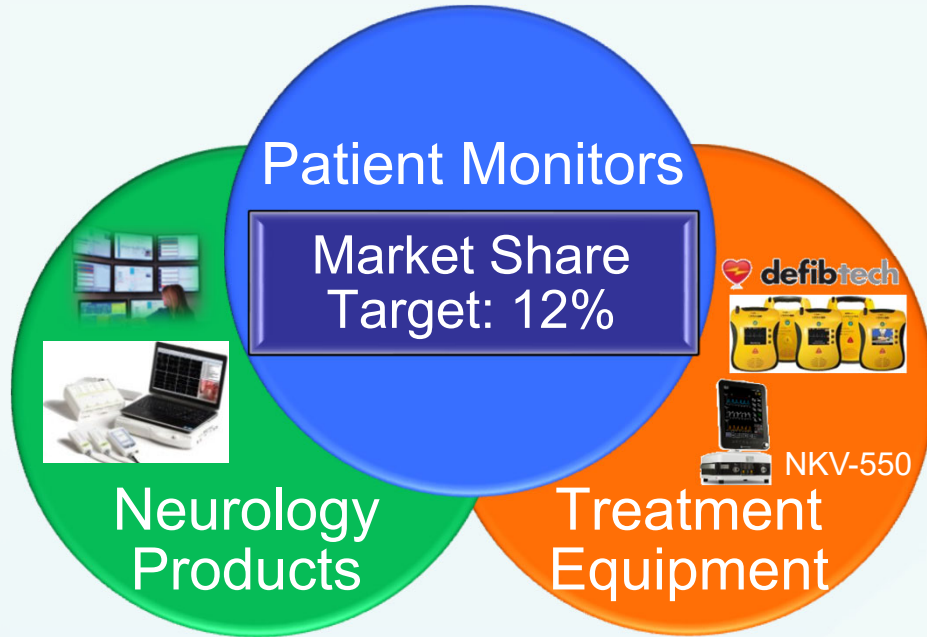 Patient Monitors
Market Share
Target: 12%
defibtech
NKV-550
Neurology
Products
Treatment
Equipment